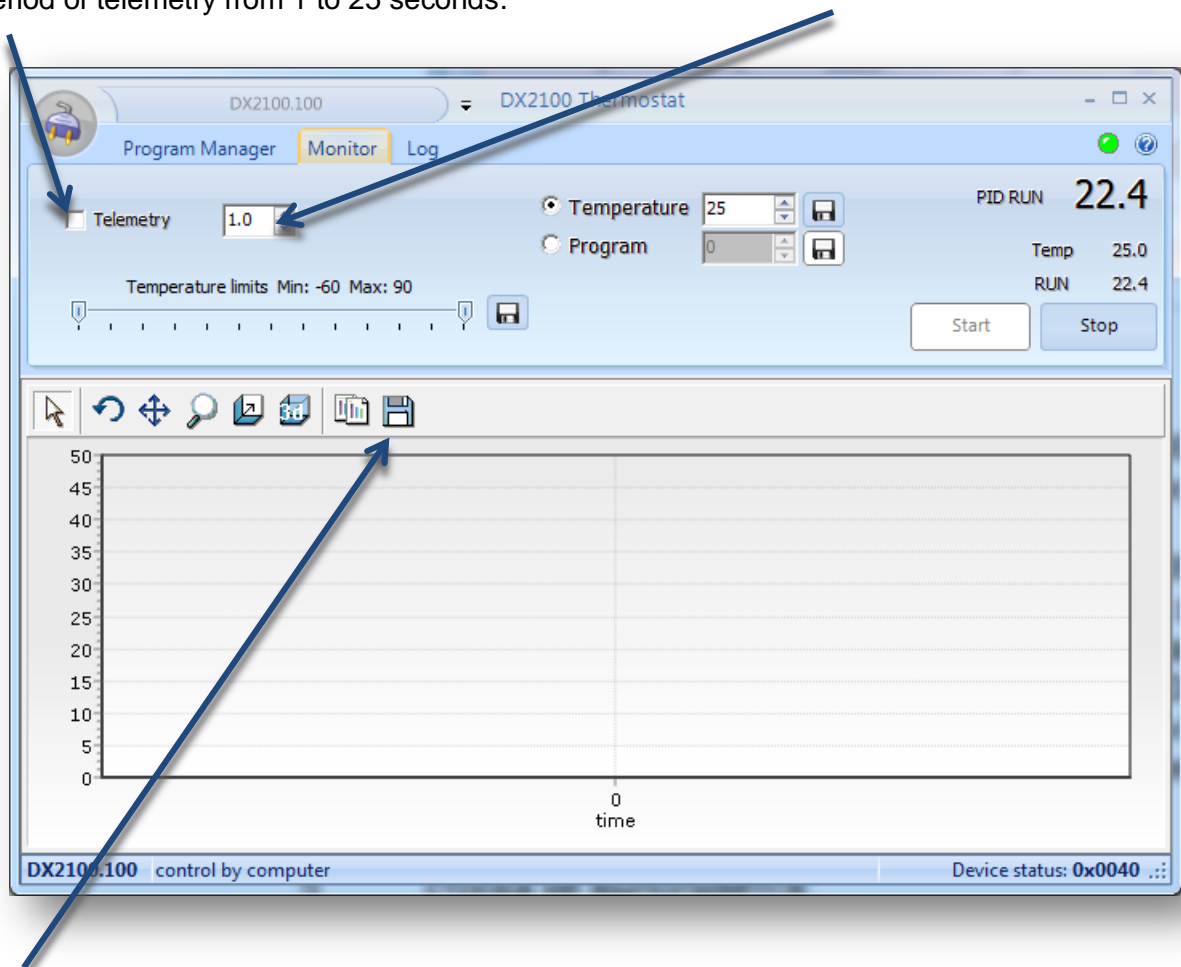 period of telemetry from 1 to 25 seconds.
DX2100.100 DX2100 Thermostat
Program Manager Monitor Log
Telemetry 1.0
Temperature 25
Program 0
PID RUN 22.4
Temp 25.0
RUN 22.4
Temperature limits Min: -60 Max: 90
Start Stop
3d
50
45
40
35
30
25
20
15
10
5
0
0
time
DX2100.100 control by computer Device status: 0x0040